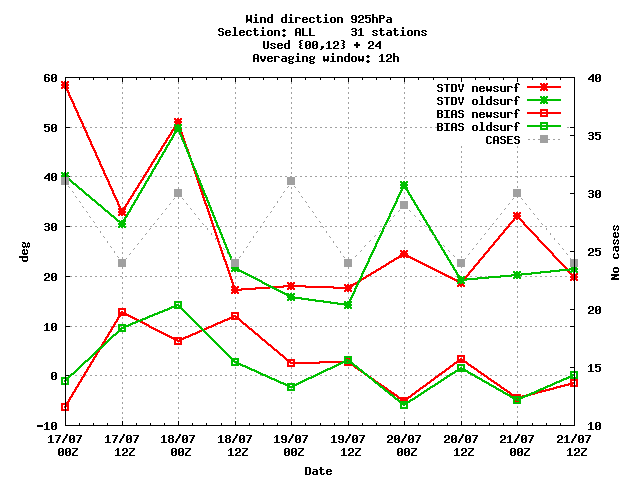 Wind direction 925hPa
Selection: ALL 31 stations
Used {00,12} + 24
Averaging window: 12h
STDV newsurf
STDV oldsurf
BIAS newsurf
BIAS oldsurf
CASES
deg
60
50
40
30
20
10
0
-10
No cases
40
35
30
25
20
15
10
17/07 00Z
17/07 12Z
18/07 00Z
18/07 12Z
19/07 00Z
19/07 12Z
20/07 00Z
20/07 12Z
21/07 00Z
21/07 12Z
Date